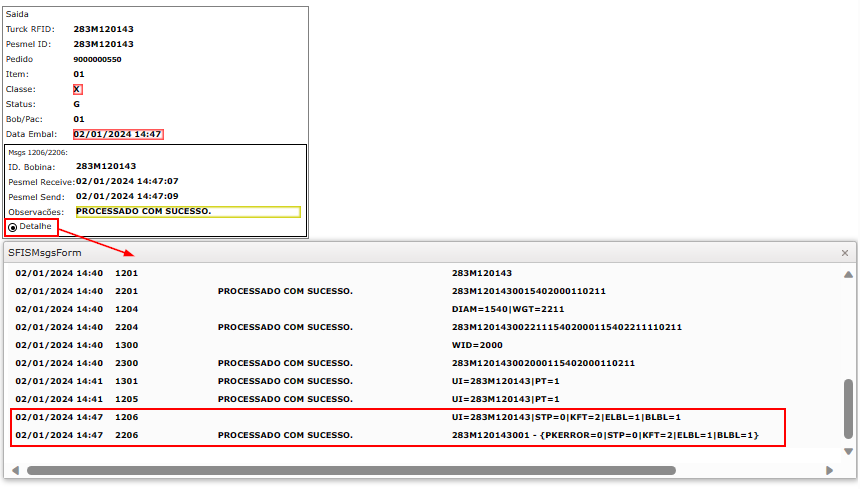 Saida
Turck RFID: 283M120143
Pesmel ID: 283M120143
Pedido 9000000550
Item: 01
Classe: X
Status: G
Bob/Pac: 01
Data Embal: 02/01/2024 14:47
Msgs 1206/2206:
ID. Bobina: 283M120143
Pesmel Receive: 02/01/2024 14:47:07
Pesmel Send: 02/01/2024 14:47:09
Observacões: PROCESSADO COM SUCESSO.
Detalhe
SFISMsgsForm ×
02/01/2024 14:40 1201 283M120143
02/01/2024 14:40 2201 PROCESSADO COM SUCESSO. 283M1201430015402000110211
02/01/2024 14:40 1204 DIAM=1540|WGT=2211
02/01/2024 14:40 2204 PROCESSADO COM SUCESSO. 283M12014300221115402000115402211110211
02/01/2024 14:40 1300 WID=2000
02/01/2024 14:40 2300 PROCESSADO COM SUCESSO. 283M120143002000115402000110211
02/01/2024 14:41 1301 PROCESSADO COM SUCESSO. UI=283M120143|PT=1
02/01/2024 14:41 1205 PROCESSADO COM SUCESSO. UI=283M120143|PT=1
02/01/2024 14:47 1206 UI=283M120143|STP=0|KFT=2|ELBL=1|BLBL=1
02/01/2024 14:47 2206 PROCESSADO COM SUCESSO. 283M120143001 - {PKERROR=0|STP=0|KFT=2|ELBL=1|BLBL=1}